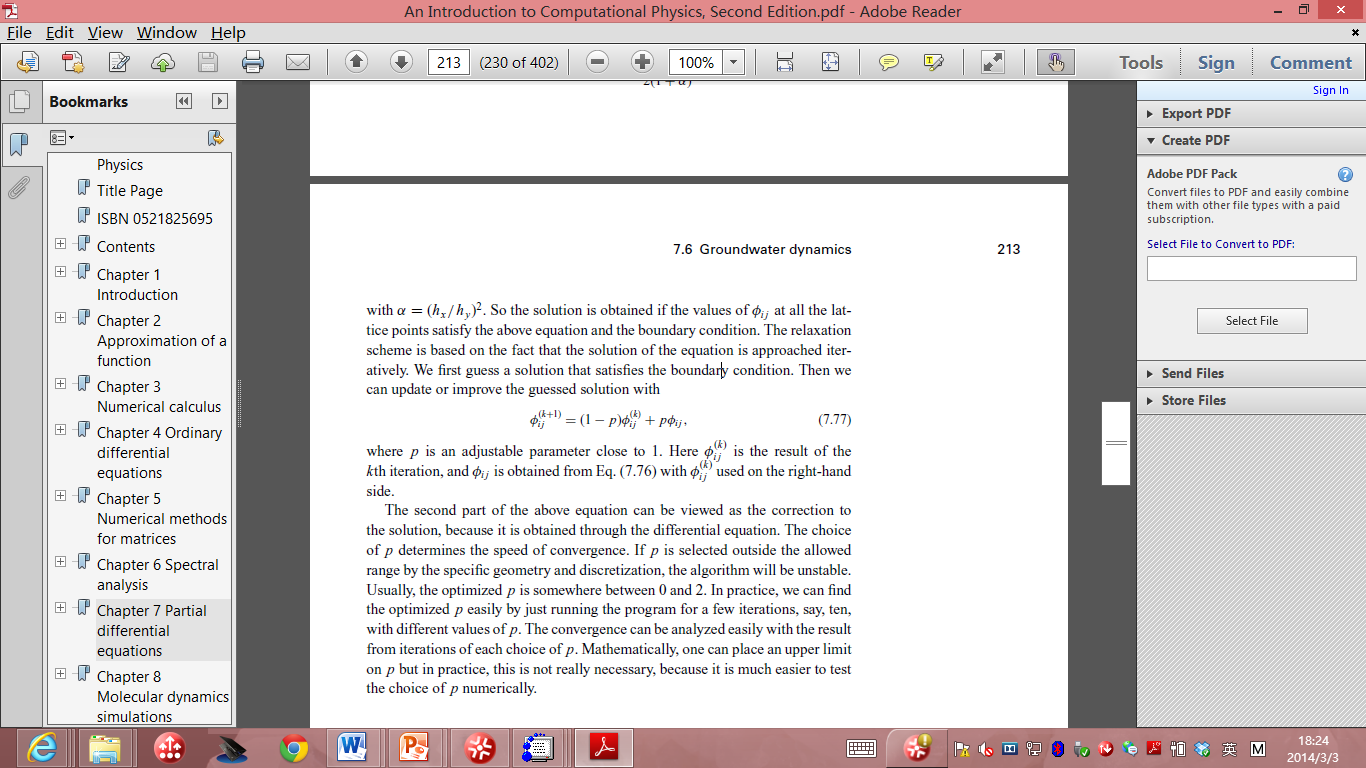 An Introduction to Computational Physics, Second Edition.pdf - Adobe Reader
File Edit View Window Help
213 (230 of 402) 100% Tools Sign Comment
Sign In
Bookmarks
Physics
Title Page
ISBN 0521825695
Contents
Chapter 1
Introduction
Chapter 2
Approximation of a
function
Chapter 3
Numerical calculus
Chapter 4 Ordinary
differential
equations
Chapter 5
Numerical methods
for matrices
Chapter 6 Spectral
analysis
Chapter 7 Partial
differential
equations
Chapter 8
Molecular dynamics
simulations
7.6 Groundwater dynamics 213
with α = (hₓ/h_y)². So the solution is obtained if the values of ϕ_ij at all the lat-
tice points satisfy the above equation and the boundary condition. The relaxation
scheme is based on the fact that the solution of the equation is approached iter-
atively. We first guess a solution that satisfies the boundary condition. Then we
can update or improve the guessed solution with
ϕ_ij^(k+1) = (1 − p)ϕ_ij^(k) + pϕ_ij, (7.77)
where p is an adjustable parameter close to 1. Here ϕ_ij^(k) is the result of the
kth iteration, and ϕ_ij is obtained from Eq. (7.76) with ϕ_ij^(k) used on the right-hand
side.
The second part of the above equation can be viewed as the correction to
the solution, because it is obtained through the differential equation. The choice
of p determines the speed of convergence. If p is selected outside the allowed
range by the specific geometry and discretization, the algorithm will be unstable.
Usually, the optimized p is somewhere between 0 and 2. In practice, we can find
the optimized p easily by just running the program for a few iterations, say, ten,
with different values of p. The convergence can be analyzed easily with the result
from iterations of each choice of p. Mathematically, one can place an upper limit
on p but in practice, this is not really necessary, because it is much easier to test
the choice of p numerically.
Export PDF
Create PDF
Adobe PDF Pack
Convert files to PDF and easily combine
them with other file types with a paid
subscription.
Select File to Convert to PDF:
Select File
Send Files
Store Files
英 M
18:24
2014/3/3